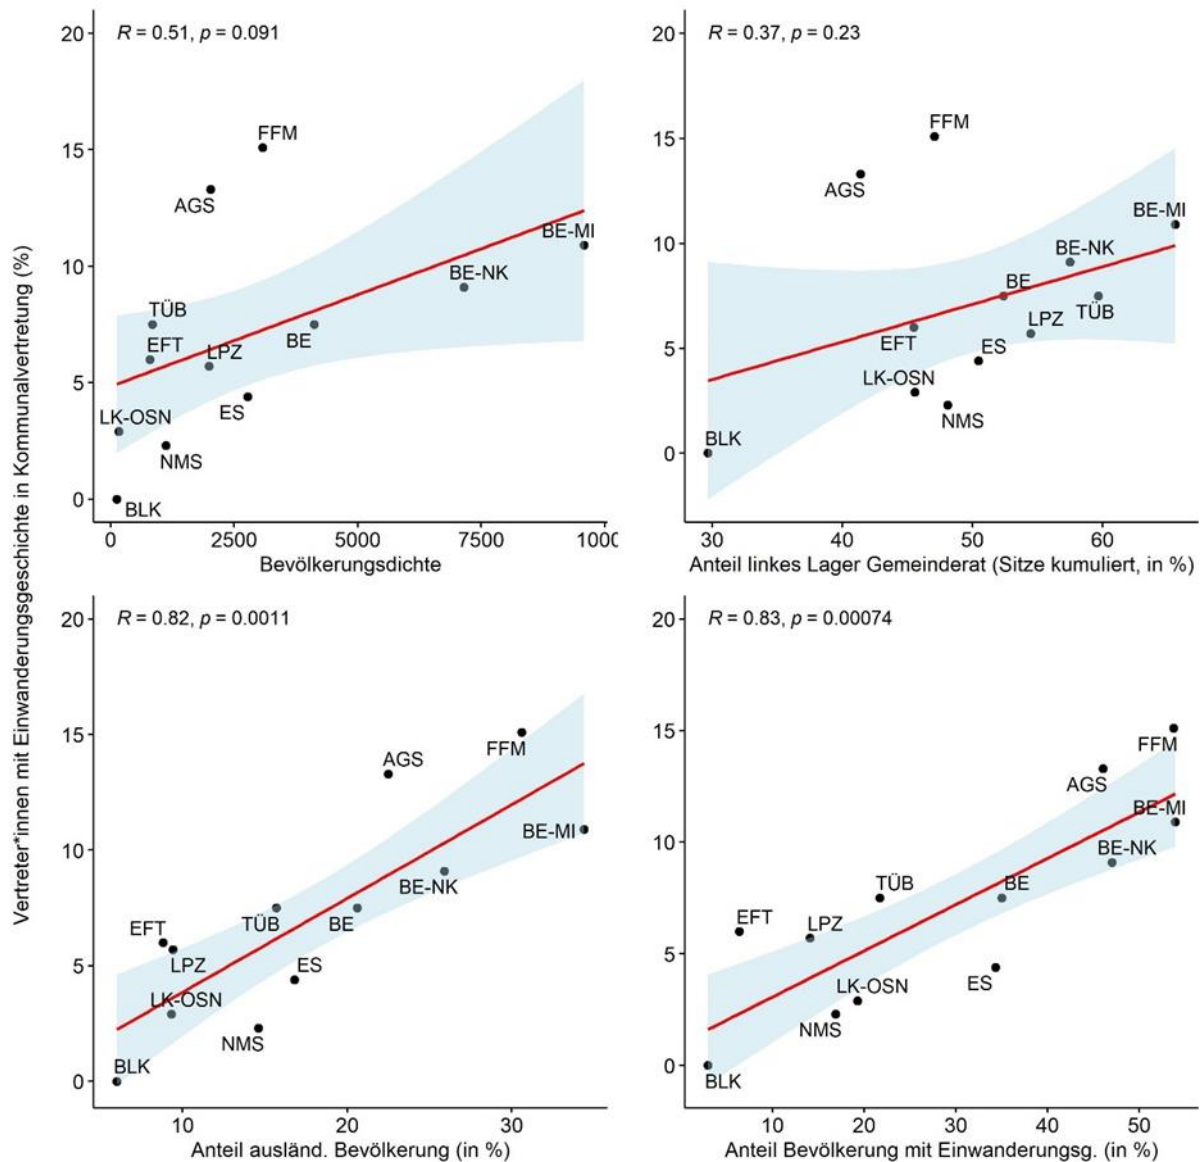 Vertreter*innen mit Einwanderungsgeschichte in Kommunalvertretung (%)
R = 0.51, p = 0.091
20
15
10
5
0
FFM
AGS
BE-MI
BE-NK
TÜB
BE
EFT
LPZ
ES
LK-OSN
NMS
BLK
0 2500 5000 7500 1000
Bevölkerungsdichte
R = 0.37, p = 0.23
20
15
10
5
0
FFM
AGS
BE-MI
BE-NK
BE
TÜB
LPZ
EFT
ES
LK-OSN
NMS
BLK
30 40 50 60
Anteil linkes Lager Gemeinderat (Sitze kumuliert, in %)
R = 0.82, p = 0.0011
20
15
10
5
0
FFM
AGS
BE-MI
BE-NK
TÜB
BE
EFT
LPZ
ES
LK-OSN
NMS
BLK
10 20 30
Anteil ausländ. Bevölkerung (in %)
R = 0.83, p = 0.00074
20
15
10
5
0
FFM
AGS
BE-MI
BE-NK
TÜB
BE
EFT
LPZ
ES
LK-OSN
NMS
BLK
10 20 30 40 50
Anteil Bevölkerung mit Einwanderungsg. (in %)